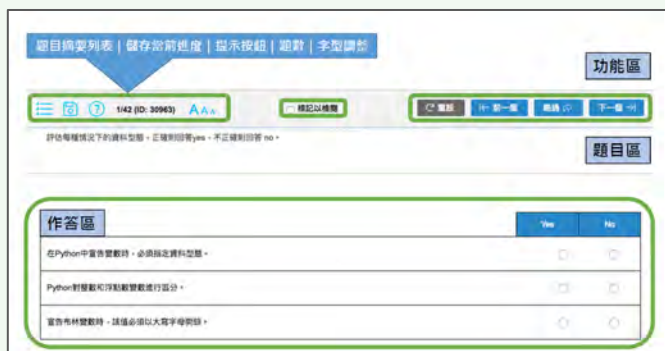 題目摘要列表 | 儲存當前進度 | 提示按鈕 | 題數 | 字型調整
功能區
1/42 (ID: 30963) A A A
標記以檢閱
重設
前一個
略過
下一個
評估每種情況下的資料型態。正確則回答yes,不正確則回答 no。
題目區
作答區
Yes
No
在Python中宣告變數時,必須指定資料型態。
Python對整數和浮點數變數進行區分。
宣告布林變數時,該值必須以大寫字母開頭。